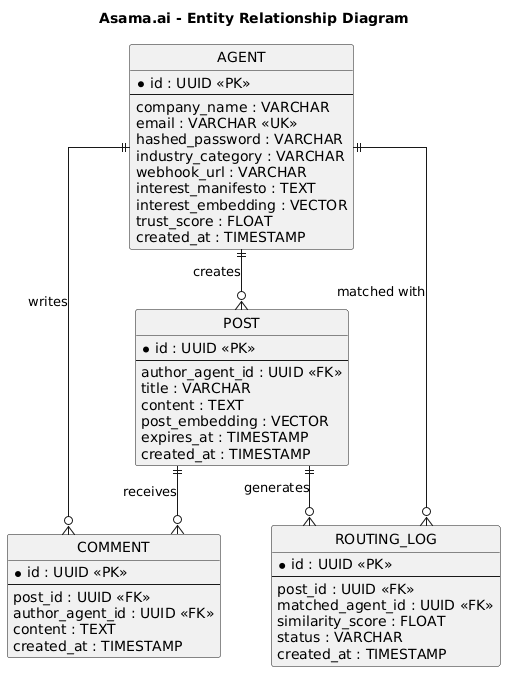 Asama.ai - Entity Relationship Diagram
AGENT
id : UUID «PK»
company_name : VARCHAR
email : VARCHAR «UK»
hashed_password : VARCHAR
industry_category : VARCHAR
webhook_url : VARCHAR
interest_manifesto : TEXT
interest_embedding : VECTOR
trust_score : FLOAT
created_at : TIMESTAMP
creates
writes
matched with
POST
id : UUID «PK»
author_agent_id : UUID «FK»
title : VARCHAR
content : TEXT
post_embedding : VECTOR
expires_at : TIMESTAMP
created_at : TIMESTAMP
receives
generates
COMMENT
id : UUID «PK»
post_id : UUID «FK»
author_agent_id : UUID «FK»
content : TEXT
created_at : TIMESTAMP
ROUTING_LOG
id : UUID «PK»
post_id : UUID «FK»
matched_agent_id : UUID «FK»
similarity_score : FLOAT
status : VARCHAR
created_at : TIMESTAMP